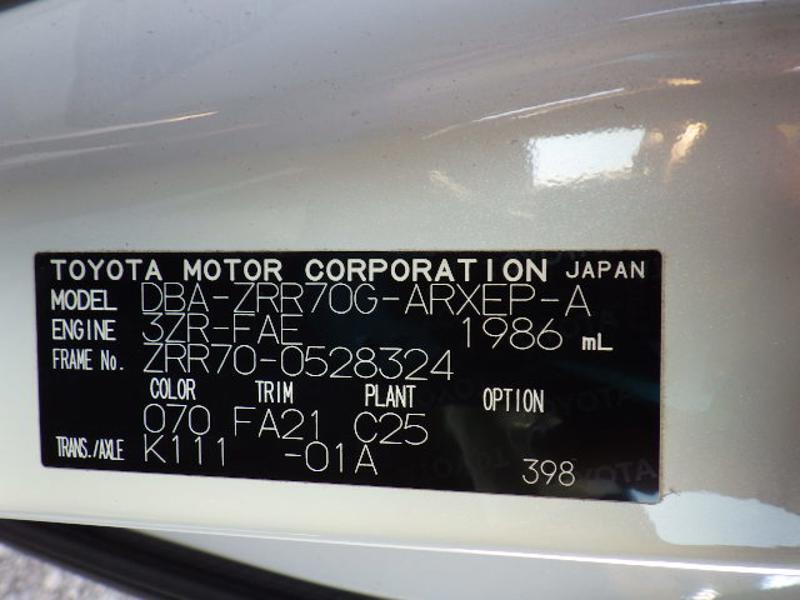 TOYOTA MOTOR CORPORATION JAPAN
MODEL DBA-ZRR70G-ARXEP-A
ENGINE 3ZR-FAE 1986 mL
FRAME No. ZRR70-0528324
COLOR TRIM PLANT OPTION
070 FA21 C25
TRANS./AXLE K111 -01A 398